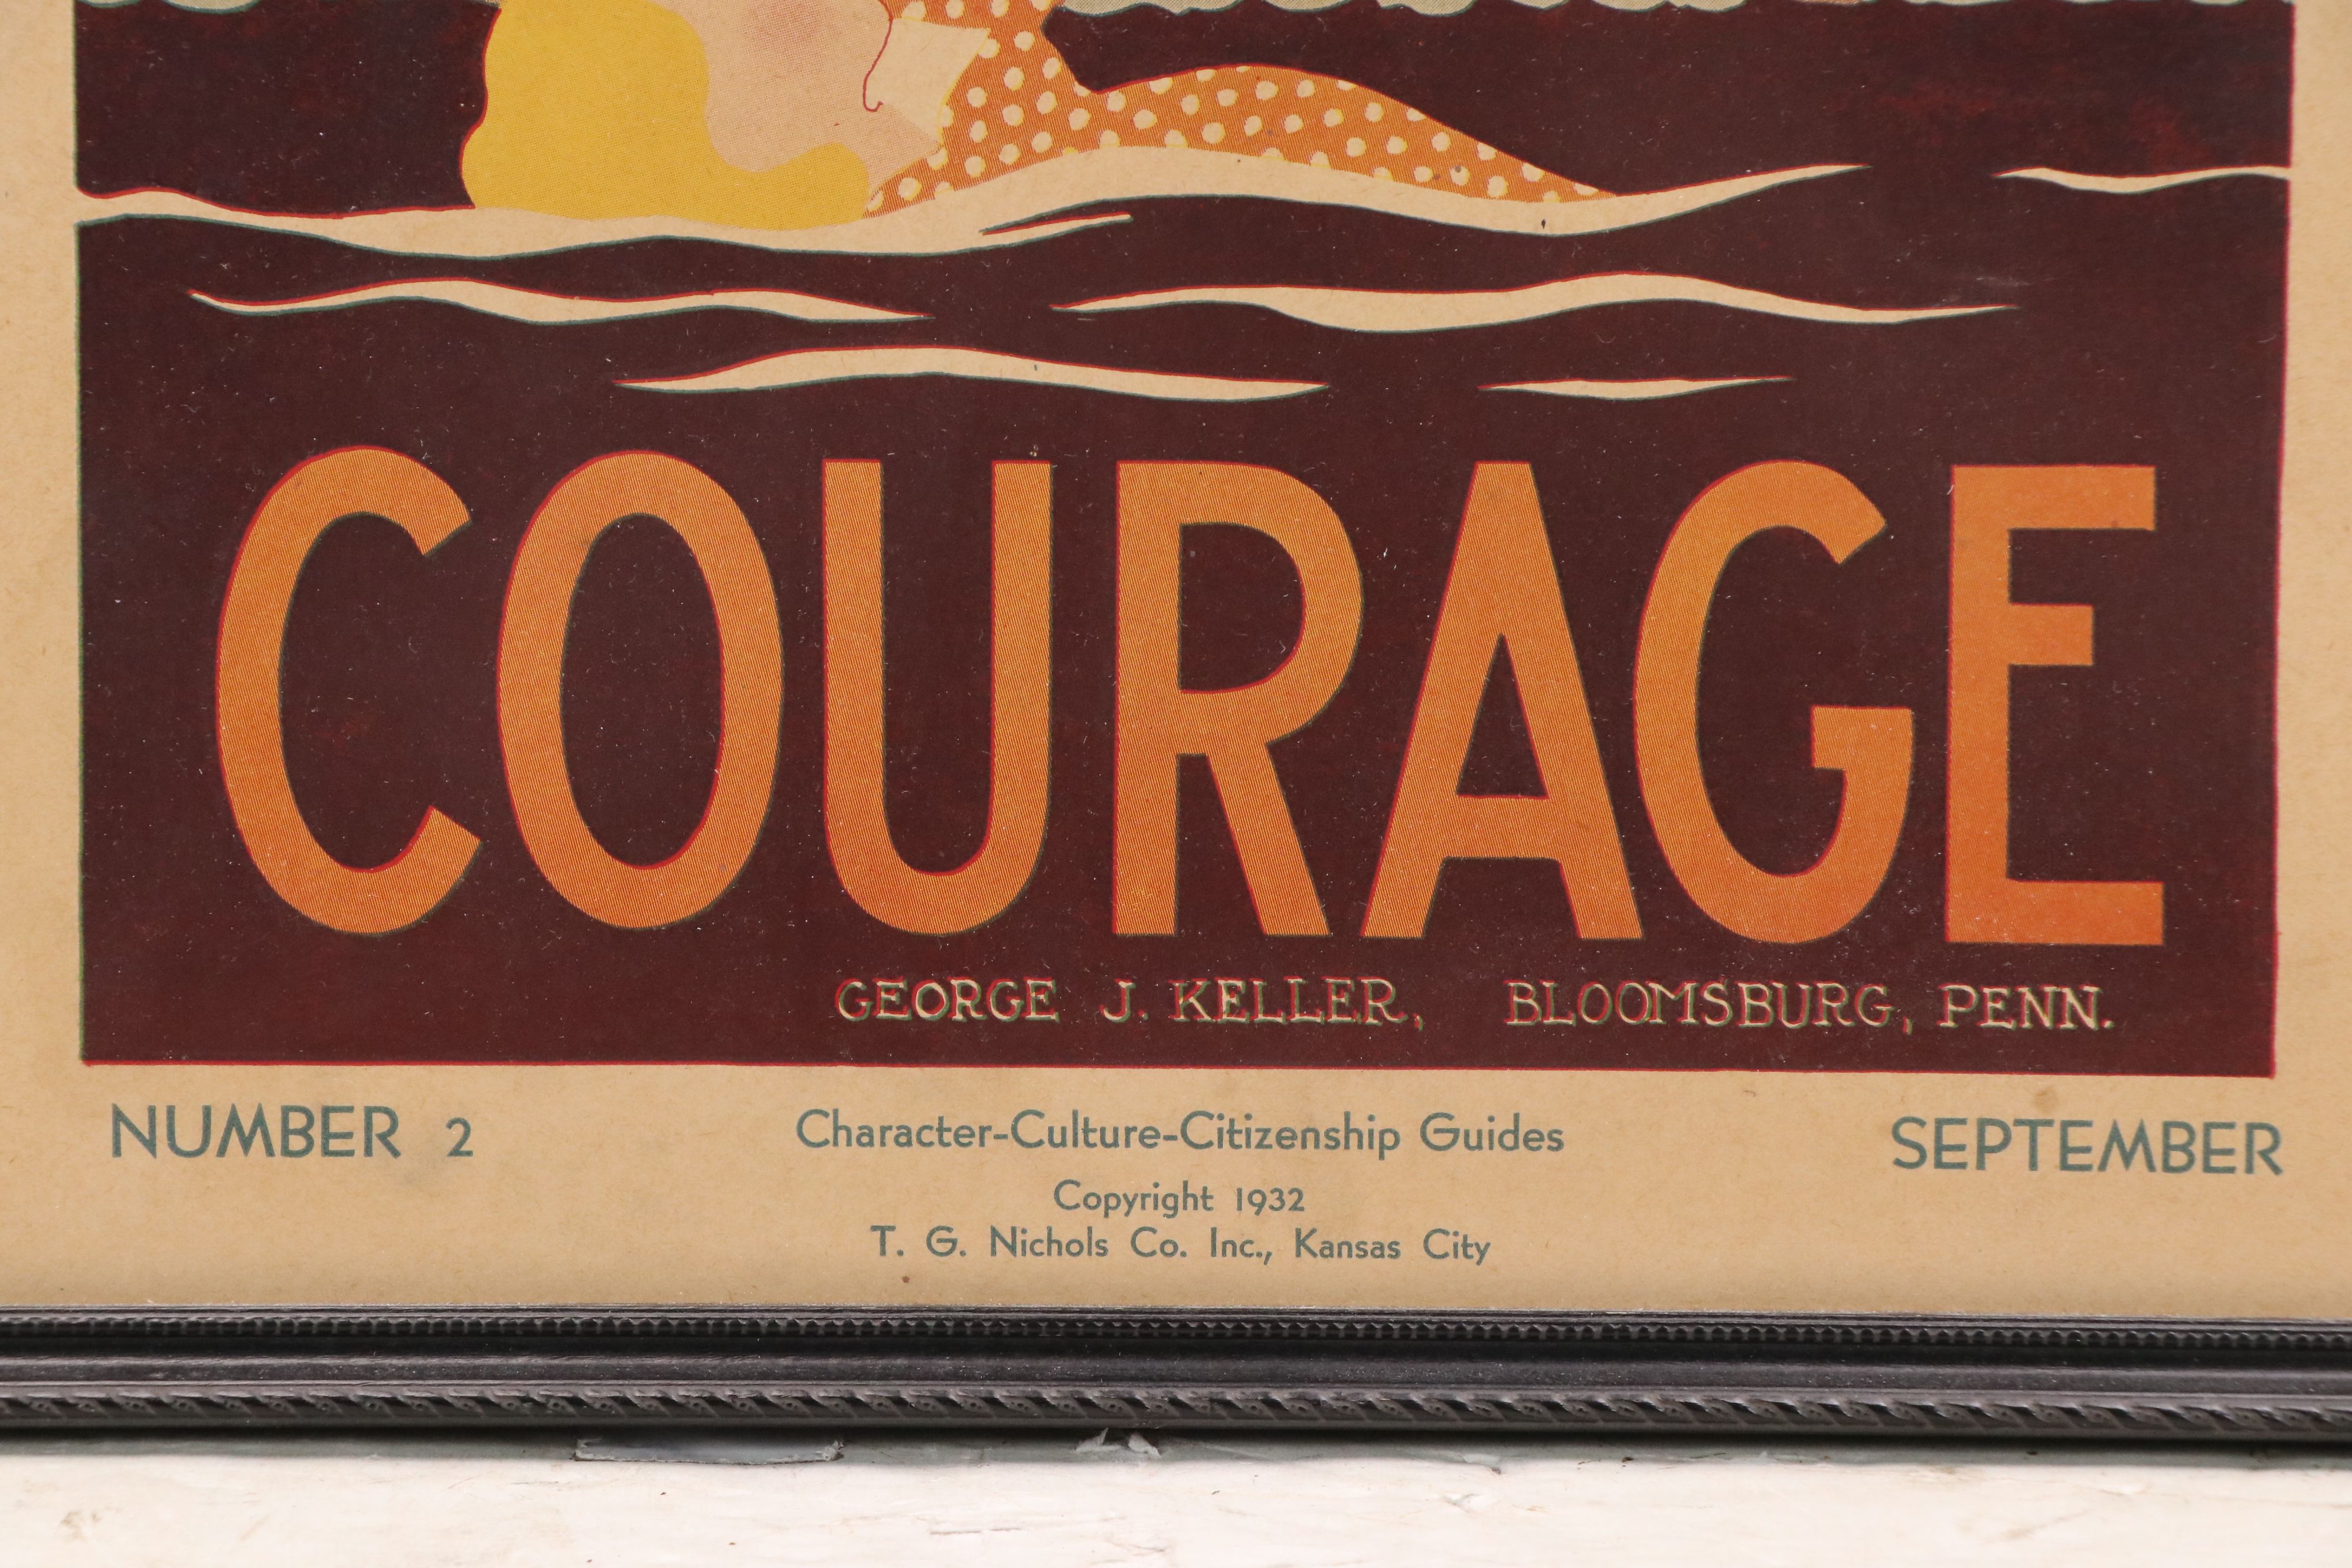 COURAGE
GEORGE J. KELLER, BLOOMSBURG, PENN.
NUMBER 2 Character-Culture-Citizenship Guides SEPTEMBER
Copyright 1932
T. G. Nichols Co. Inc., Kansas City